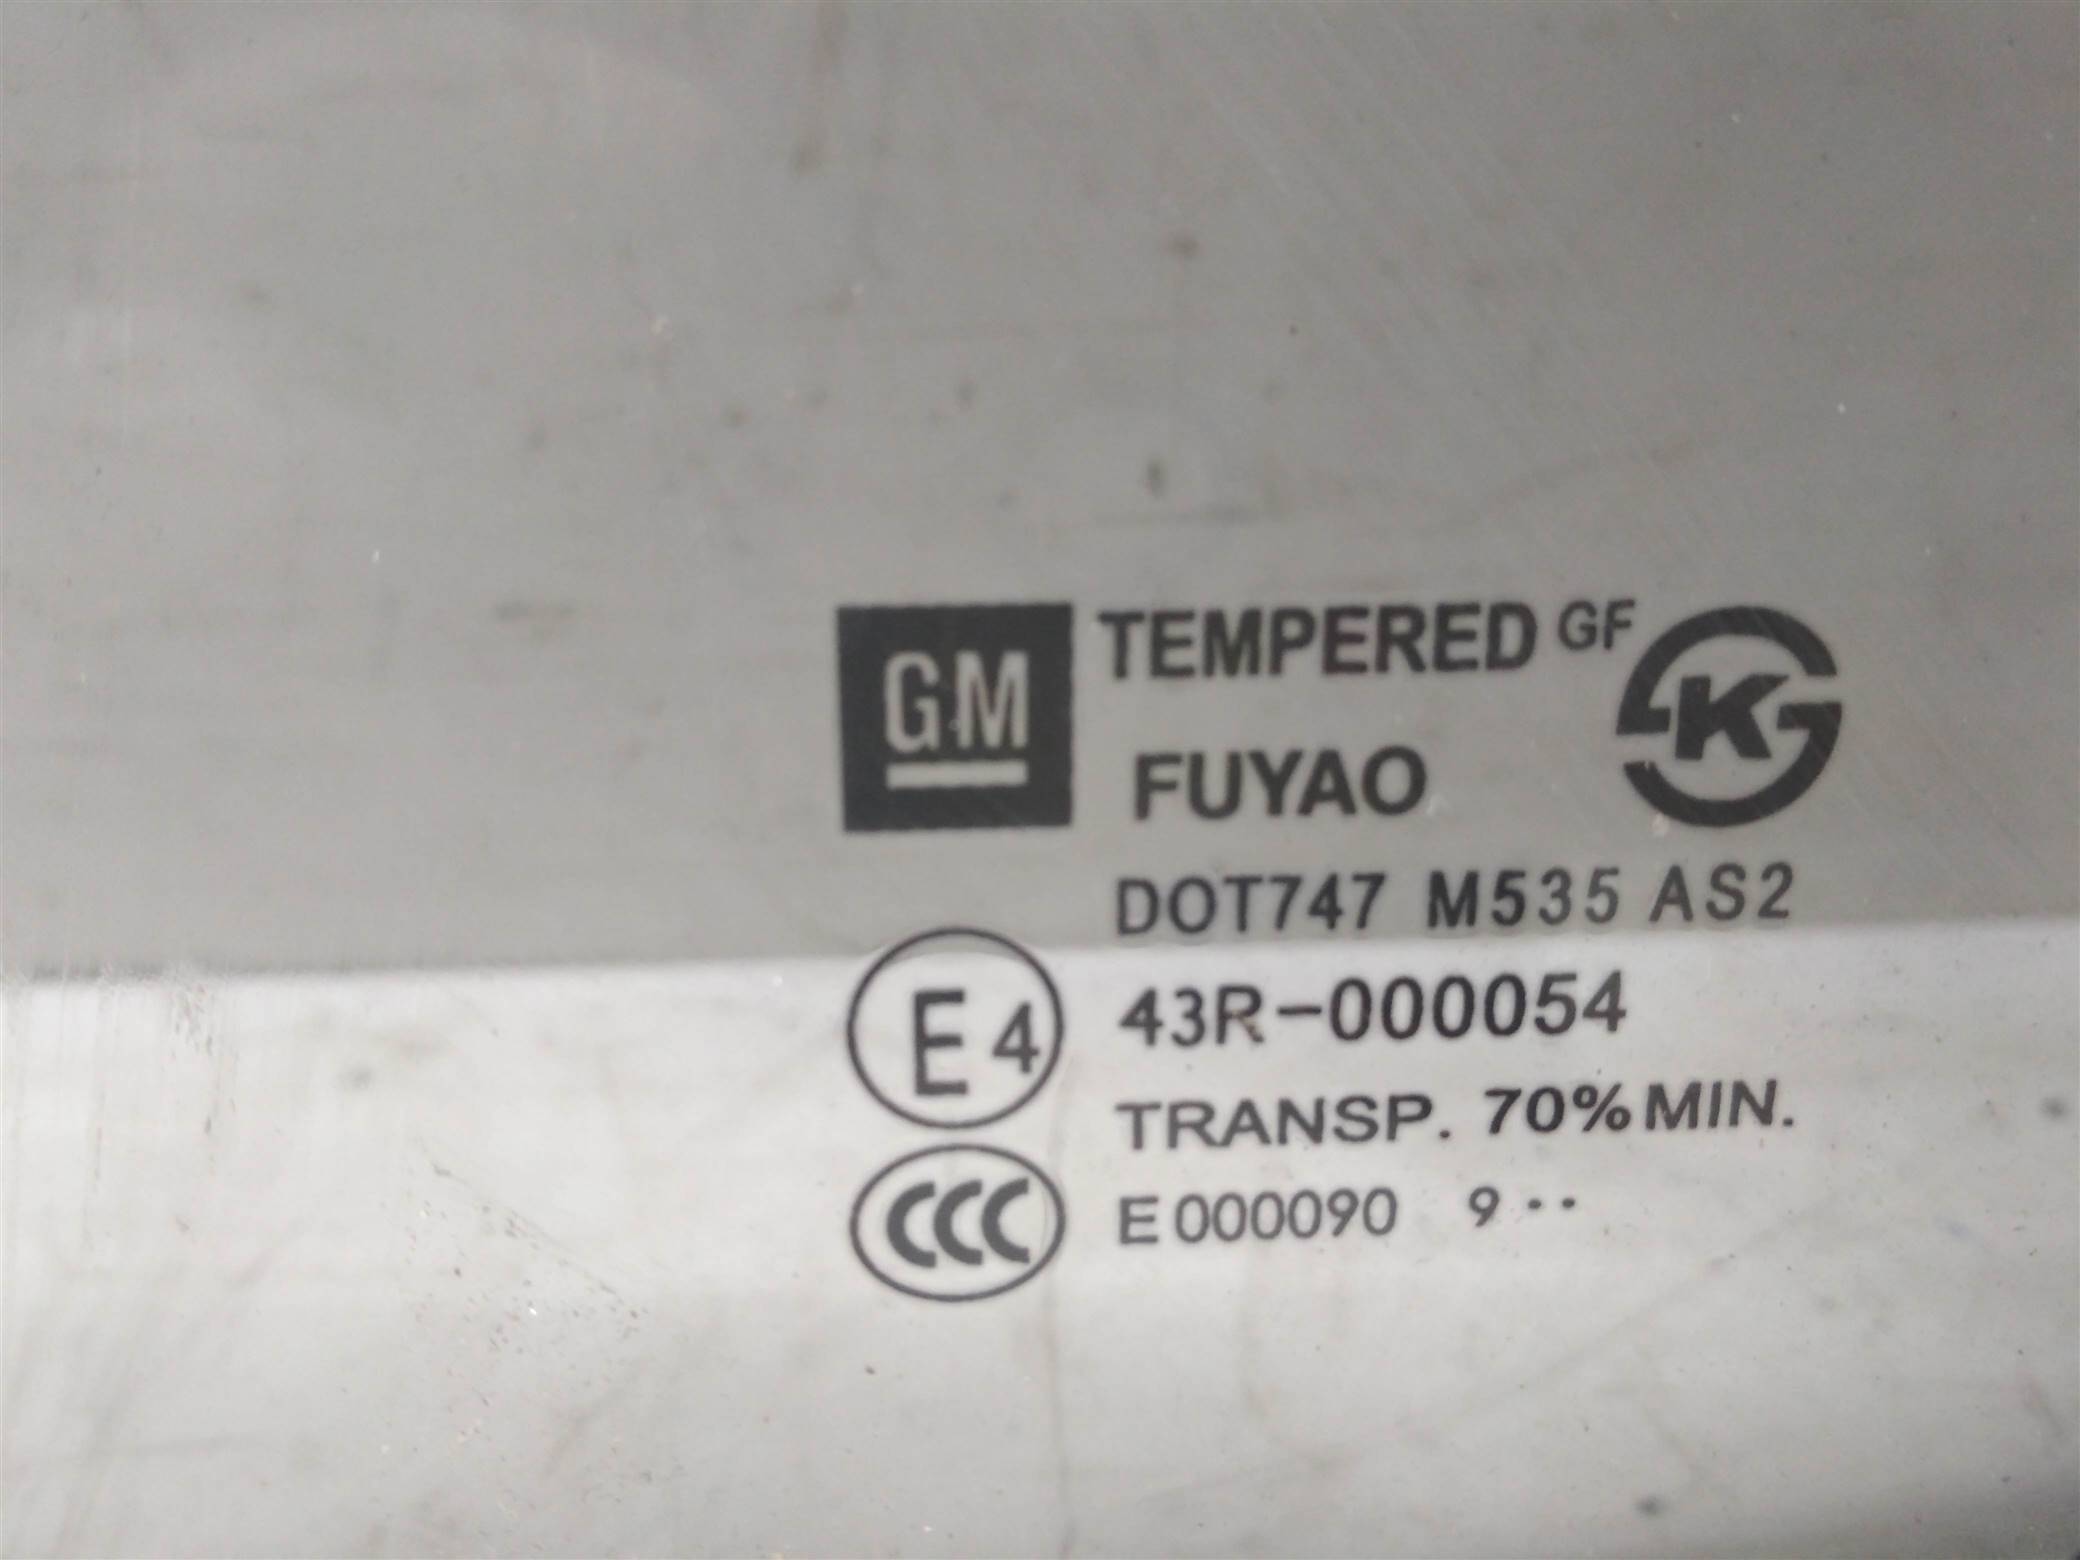 GM TEMPERED GF K
FUYAO
DOT747 M535 AS2
E4 43R-000054
TRANSP. 70% MIN.
CCC E000090 9 ··